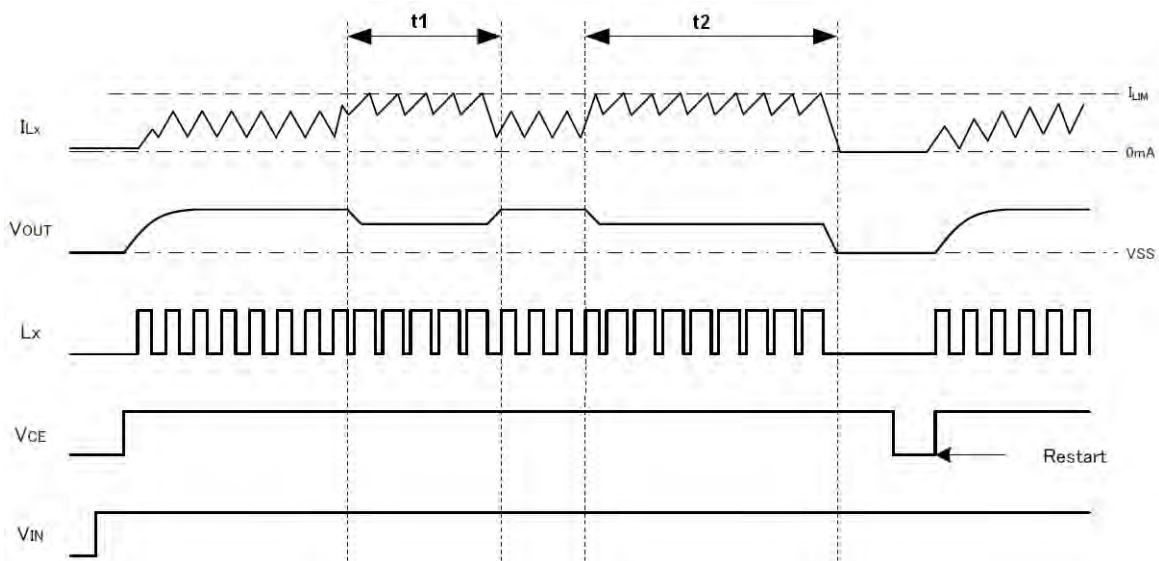 t1
t2
ILx
ILIM
0mA
VOUT
VSS
Lx
VCE
Restart
VIN